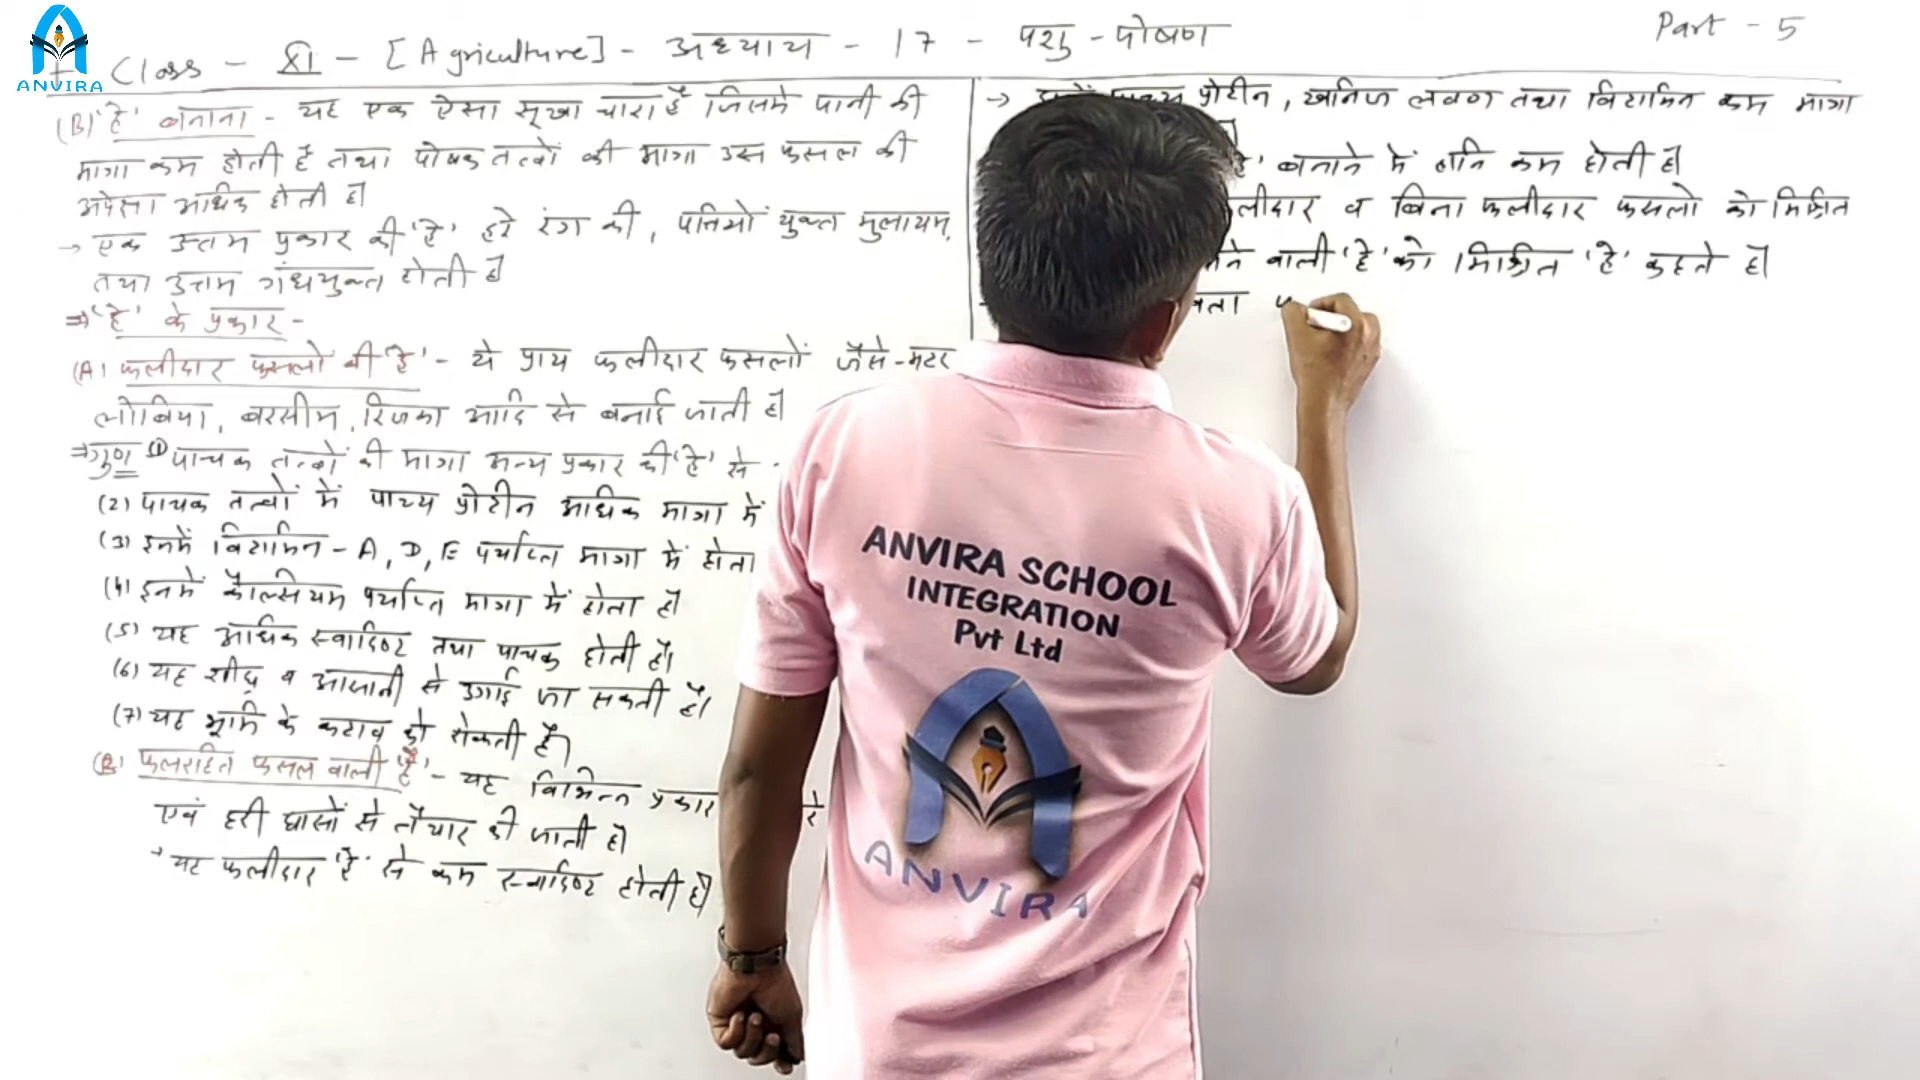 ANVIRA
Class - XI - [Agriculture] - अध्याय - 17 - पशु - पोषण
Part - 5
(B) 'हे' बनाना - यह एक ऐसा सूखा चारा है जिसमे पानी की
मात्रा कम होती है तथा पोषक तत्वों की मात्रा उस फसल की
अपेक्षा अधिक होती है।
→ एक उत्तम प्रकार की 'हे' हरे रंग की, पत्तियों युक्त मुलायम,
तथा उत्तम गंधयुक्त होती है।
⇒ 'हे' के प्रकार -
(A) फलीदार फसलों की 'हे' - ये प्राय फलीदार फसलों जैसे - मटर
लोबिया, बरसीम, रिजका आदि से बनाई जाती है।
⇒ गुण (1) पाचक तत्वों की मात्रा अन्य प्रकार की 'हे' से
(2) पाचक तत्वों में पाच्य प्रोटीन अधिक मात्रा में
(3) इनमें विटामिन - A, D, E पर्याप्त मात्रा में होता
(4) इनमें कैल्सियम पर्याप्त मात्रा में होता है।
(5) यह अधिक स्वादिष्ट तथा पाचक होती है।
(6) यह शीघ्र व आसानी से उगाई जा सकती है।
(7) यह भूमि के कटाव को रोकती है।
(B) फलरहित फसल वाली 'हे' - यह विभिन्न प्रकार
एवं हरी घासों से तैयार की जाती है।
→ यह फलीदार 'हे' से कम स्वादिष्ट होती है।
→ प्रोटीन, खनिज लवण तथा विटामिन कम मात्रा
बनाने में हानि कम होती है।
व बिना फलीदार फसलो को मिश्रित
वाली 'हे' को मिश्रित 'हे' कहते है।
ANVIRA SCHOOL
INTEGRATION
Pvt Ltd
ANVIRA